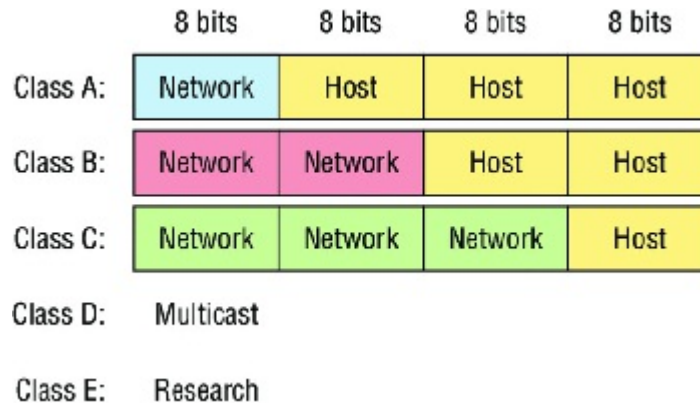 8 bits 8 bits 8 bits 8 bits
Class A: Network Host Host Host
Class B: Network Network Host Host
Class C: Network Network Network Host
Class D: Multicast
Class E: Research